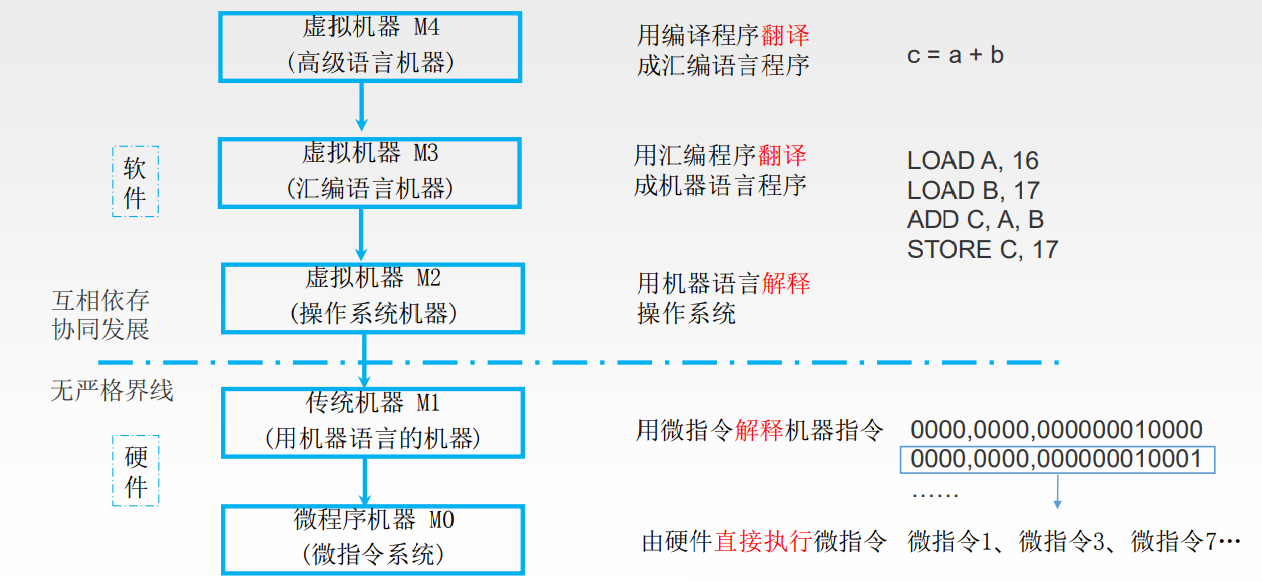 虚拟机器 M4
(高级语言机器)
用编译程序翻译
成汇编语言程序
c = a + b
软
件
虚拟机器 M3
(汇编语言机器)
用汇编程序翻译
成机器语言程序
LOAD A, 16
LOAD B, 17
ADD C, A, B
STORE C, 17
虚拟机器 M2
(操作系统机器)
用机器语言解释
操作系统
互相依存
协同发展
无严格界线
硬
件
传统机器 M1
(用机器语言的机器)
用微指令解释机器指令
0000,0000,000000010000
0000,0000,000000010001
……
微程序机器 M0
(微指令系统)
由硬件直接执行微指令
微指令1、微指令3、微指令7…